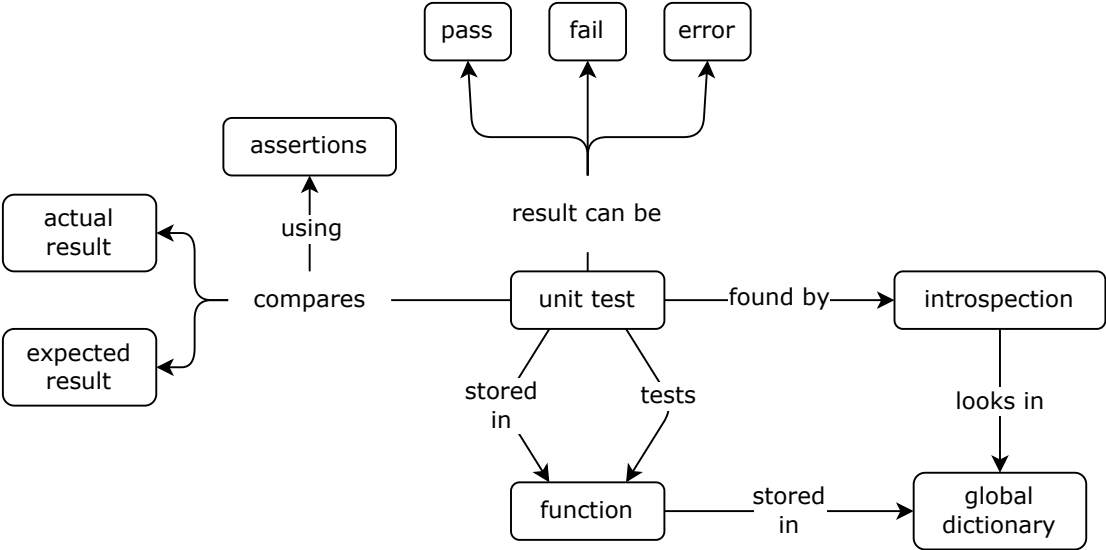 pass
fail
error
assertions
using
result can be
actual
result
expected
result
compares
unit test
found by
introspection
stored
in
tests
looks in
function
stored
in
global
dictionary